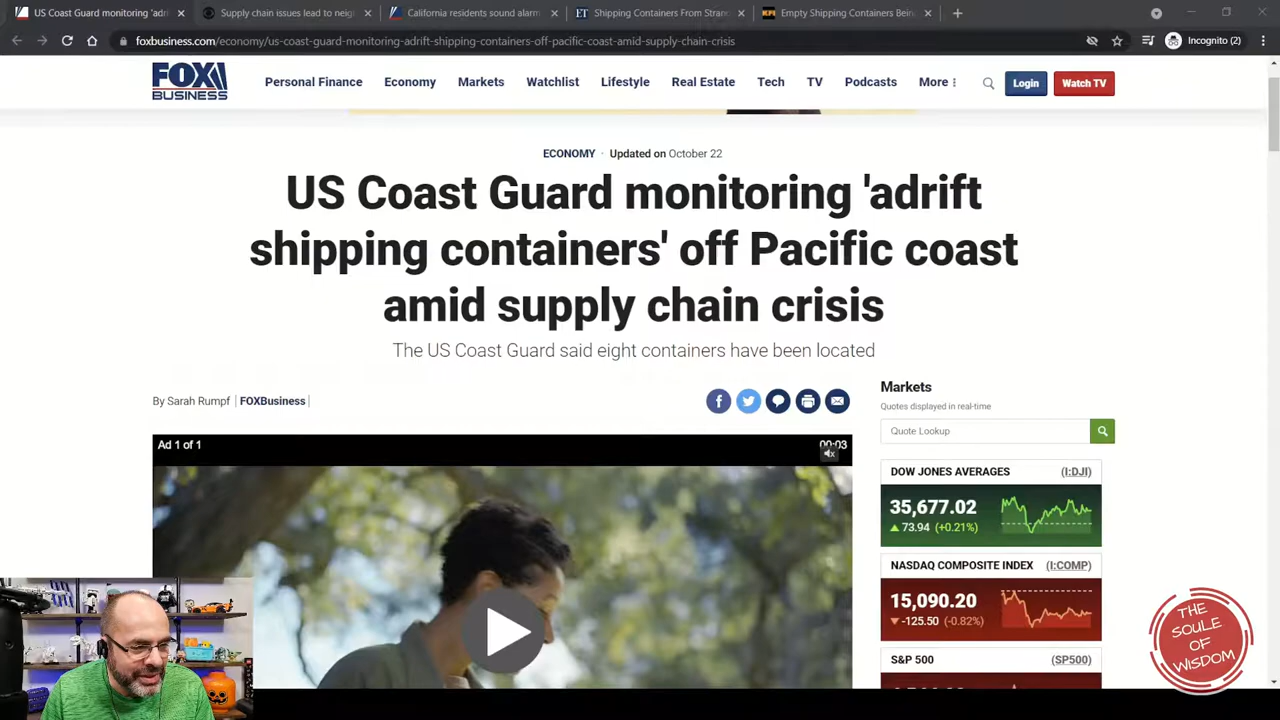 US Coast Guard monitoring 'adri
Supply chain issues lead to neig
California residents sound alarm
ET Shipping Containers From Stran
KPI Empty Shipping Containers Bein
foxbusiness.com/economy/us-coast-guard-monitoring-adrift-shipping-containers-off-pacific-coast-amid-supply-chain-crisis
Incognito (2)
FOX BUSINESS
Personal Finance Economy Markets Watchlist Lifestyle Real Estate Tech TV Podcasts More
Login
Watch TV
ECONOMY · Updated on October 22
US Coast Guard monitoring 'adrift
shipping containers' off Pacific coast
amid supply chain crisis
The US Coast Guard said eight containers have been located
By Sarah Rumpf | FOXBusiness |
Markets
Quotes displayed in real-time
Quote Lookup
Ad 1 of 1
00:03
DOW JONES AVERAGES (I:DJI)
35,677.02
73.94 (+0.21%)
NASDAQ COMPOSITE INDEX (I:COMP)
15,090.20
-125.50 (-0.82%)
S&P 500 (SP500)
THE
SOULE
OF
WISDOM